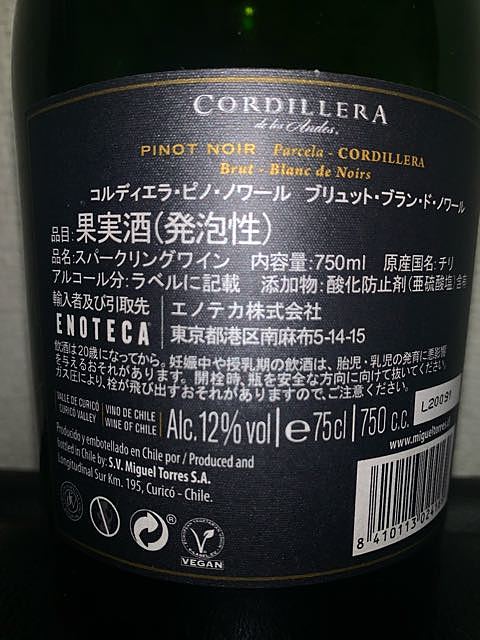 CORDILLERA
de los Andes®
PINOT NOIR Parcela - CORDILLERA
Brut - Blanc de Noirs
コルディエラ・ピノ・ノワール ブリュット・ブラン・ド・ノワール
品目:果実酒(発泡性)
品名:スパークリングワイン 内容量:750ml 原産国名:チリ
アルコール分:ラベルに記載 添加物:酸化防止剤(亜硫酸塩)含有
輸入者及び引取先 エノテカ株式会社
ENOTECA 東京都港区南麻布5-14-15
飲酒は20歳になってから。妊娠中や授乳期の飲酒は、胎児・乳児の発育に悪影響
を与えるおそれがあります。開栓時、瓶を安全な方向に向けて抜いてください。
ガス圧により、栓が飛び出すおそれがありますので、ご注意ください。
VALLE DE CURICÓ
CURICO VALLEY
VINO DE CHILE
WINE OF CHILE
Alc. 12% vol
e 75cl 750 c.c.
www.migueltorres.cl
Producido y embotellado en Chile por / Produced and
bottled in Chile by: S.V. Miguel Torres S.A.
Longitudinal Sur Km. 195, Curicó - Chile.
VEGAN
8 410113 02